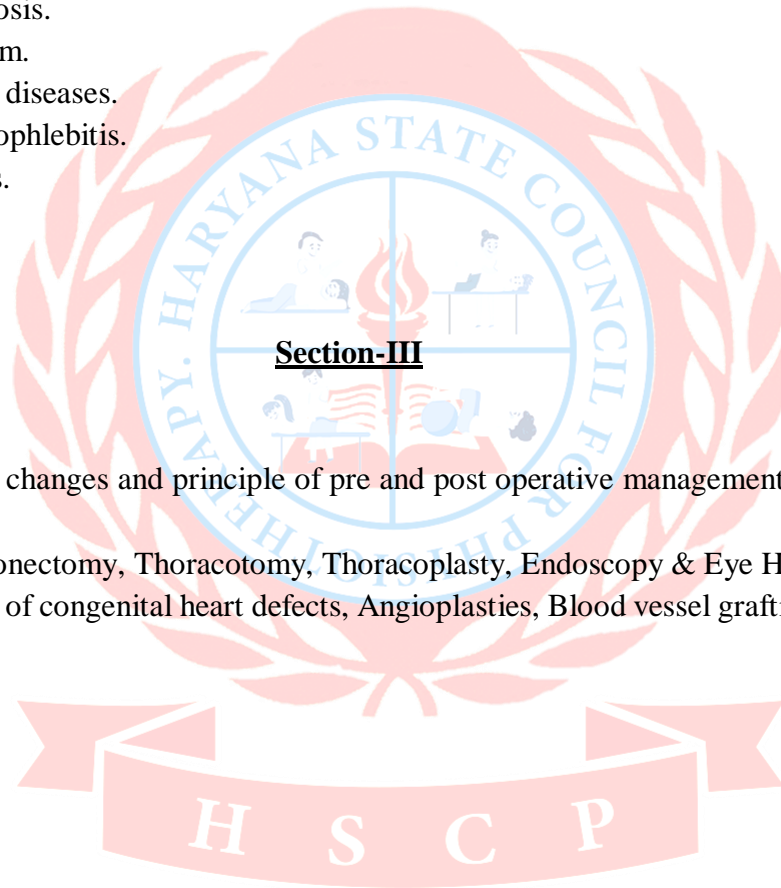 osis.
m.
diseases.
ophlebitis.
s.
Section-III
changes and principle of pre and post operative management
onectomy, Thoracotomy, Thoracoplasty, Endoscopy & Eye H
of congenital heart defects, Angioplasties, Blood vessel grafti
HARYANA STATE COUNCIL FOR PHYSIOTHERAPY.
H S C P